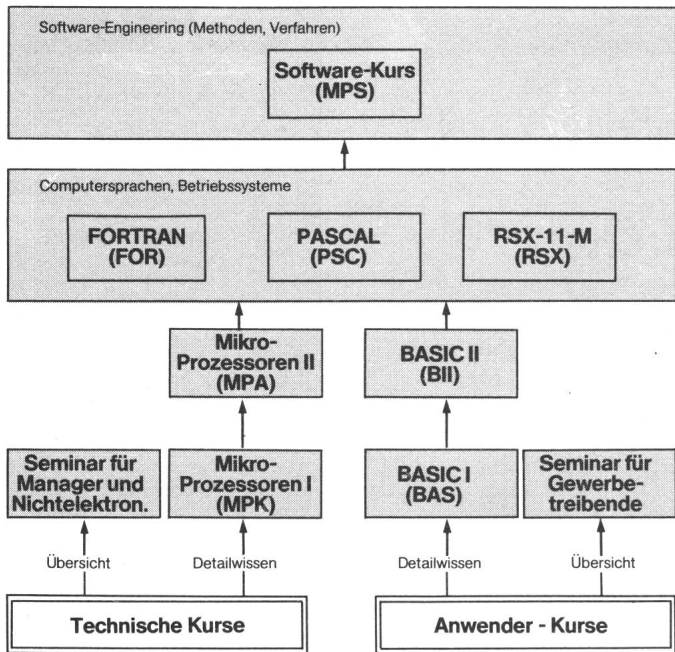 Software-Engineering (Methoden, Verfahren)
Software-Kurs
(MPS)
Computersprachen, Betriebssysteme
FORTRAN
(FOR)
PASCAL
(PSC)
RSX-11-M
(RSX)
Mikro-
Prozessoren II
(MPA)
BASIC II
(BII)
Seminar für
Manager und
Nichtelektron.
Mikro-
Prozessoren I
(MPK)
BASIC I
(BAS)
Seminar für
Gewerbe-
treibende
Übersicht
Detailwissen
Detailwissen
Übersicht
Technische Kurse
Anwender - Kurse